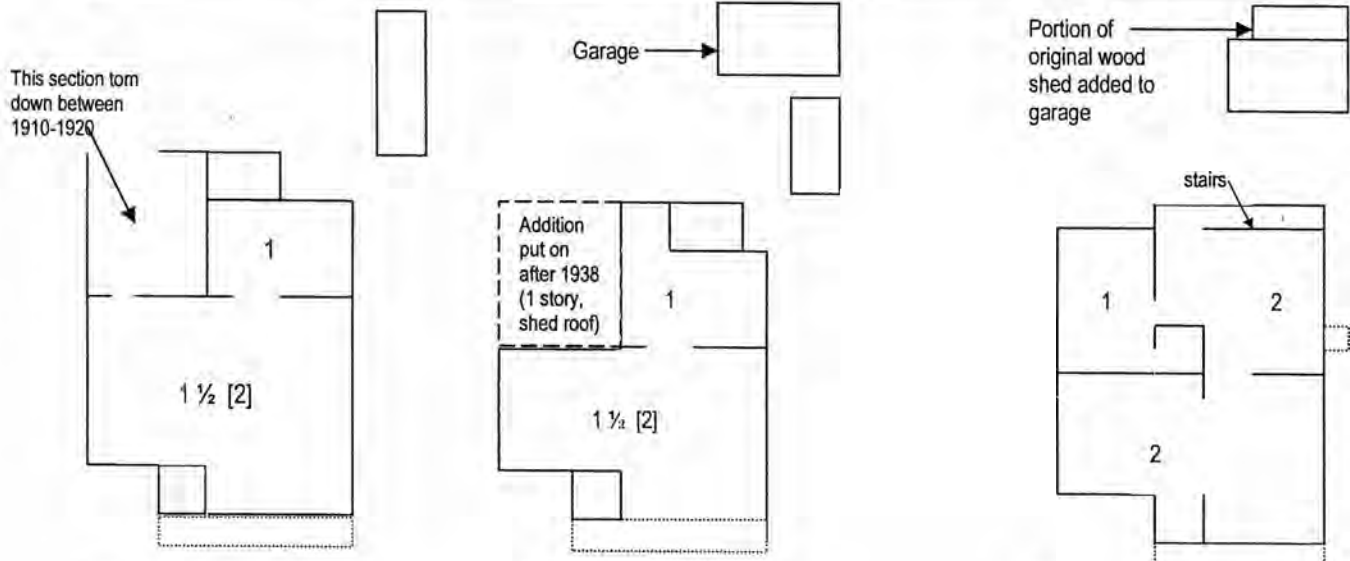 This section torn
down between
1910-1920
1
1 ½ [2]
Garage
Addition
put on
after 1938
(1 story,
shed roof)
1
1 ½ [2]
Portion of
original wood
shed added to
garage
stairs
1
2
2